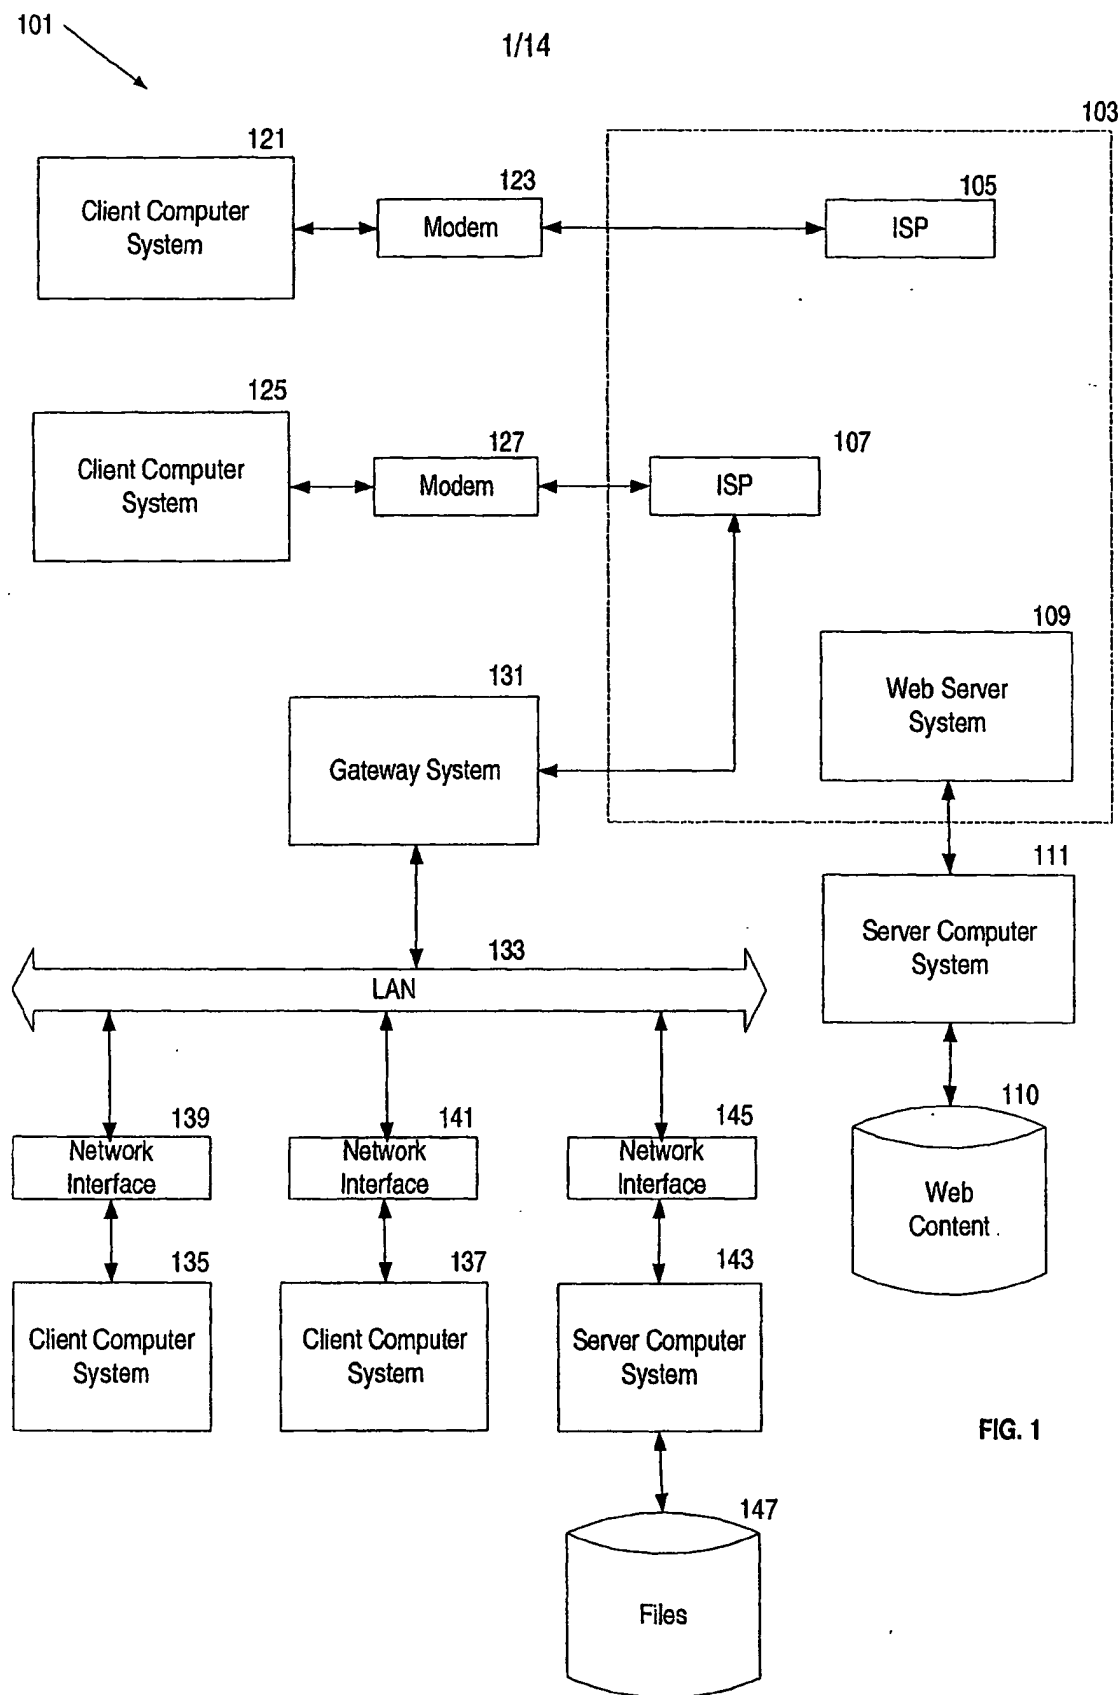 101
1/14
103
121
Client Computer
System
123
Modem
105
ISP
125
Client Computer
System
127
Modem
107
ISP
109
Web Server
System
131
Gateway System
111
Server Computer
System
133
LAN
110
Web
Content
139
Network
Interface
141
Network
Interface
145
Network
Interface
135
Client Computer
System
137
Client Computer
System
143
Server Computer
System
FIG. 1
147
Files